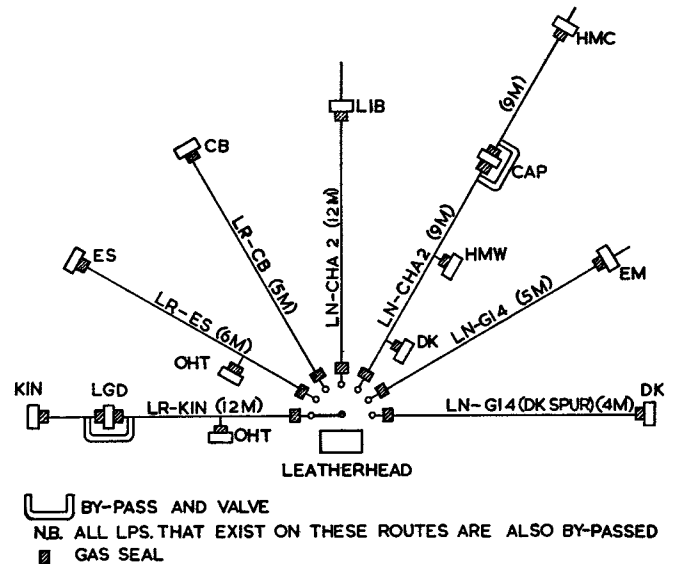 HMC
(9M)
LIB
CB
CAP
LN-CHA 2 (12M)
LR-CB (5M)
LN-CHA2 (9M)
HMW
ES
EM
LR-ES (6M)
LN-G14 (5M)
DK
OHT
KIN
LGD
LR-KIN (12M)
LN-G14 (DK SPUR) (4M)
DK
OHT
LEATHERHEAD
BY-PASS AND VALVE
N.B. ALL LPS. THAT EXIST ON THESE ROUTES ARE ALSO BY-PASSED
GAS SEAL